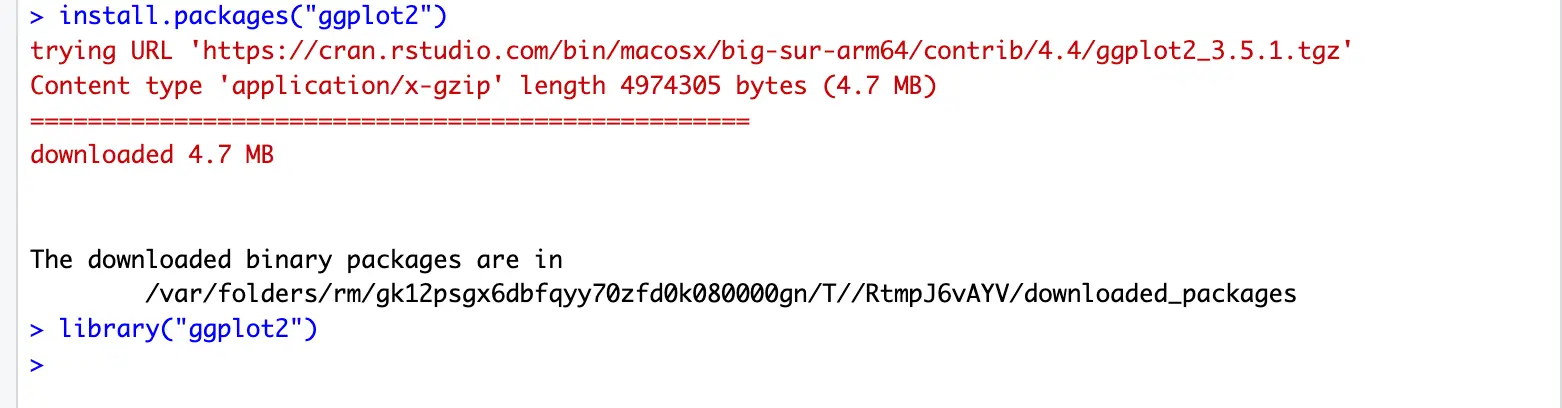 > install.packages("ggplot2")
trying URL 'https://cran.rstudio.com/bin/macosx/big-sur-arm64/contrib/4.4/ggplot2_3.5.1.tgz'
Content type 'application/x-gzip' length 4974305 bytes (4.7 MB)
==================================================
downloaded 4.7 MB
The downloaded binary packages are in
/var/folders/rm/gk12psgx6dbfqyy70zfd0k080000gn/T//RtmpJ6vAYV/downloaded_packages
> library("ggplot2")
>